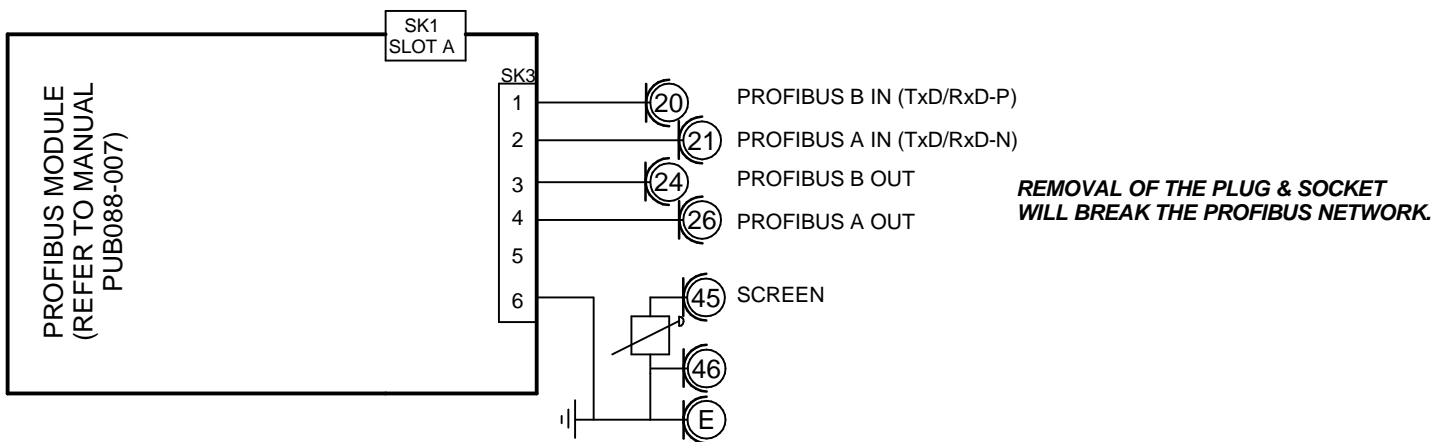 SK1
SLOT A
PROFIBUS MODULE
(REFER TO MANUAL
PUB088-007)
SK3
1
20
PROFIBUS B IN (TxD/RxD-P)
2
21
PROFIBUS A IN (TxD/RxD-N)
3
24
PROFIBUS B OUT
4
26
PROFIBUS A OUT
5
6
REMOVAL OF THE PLUG & SOCKET
WILL BREAK THE PROFIBUS NETWORK.
45
SCREEN
46
E